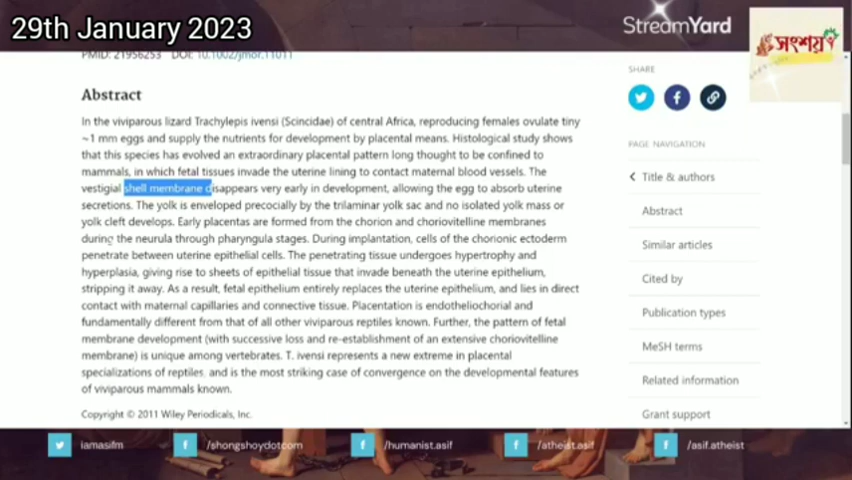 29th January 2023
StreamYard
সংশয়
PMID: 21956253 DOI: 10.1002/jmor.11011
Abstract
In the viviparous lizard Trachylepis ivensi (Scincidae) of central Africa, reproducing females ovulate tiny
~1 mm eggs and supply the nutrients for development by placental means. Histological study shows
that this species has evolved an extraordinary placental pattern long thought to be confined to
mammals, in which fetal tissues invade the uterine lining to contact maternal blood vessels. The
vestigial shell membrane disappears very early in development, allowing the egg to absorb uterine
secretions. The yolk is enveloped precocially by the trilaminar yolk sac and no isolated yolk mass or
yolk cleft develops. Early placentas are formed from the chorion and choriovitelline membranes
during the neurula through pharyngula stages. During implantation, cells of the chorionic ectoderm
penetrate between uterine epithelial cells. The penetrating tissue undergoes hypertrophy and
hyperplasia, giving rise to sheets of epithelial tissue that invade beneath the uterine epithelium,
stripping it away. As a result, fetal epithelium entirely replaces the uterine epithelium, and lies in direct
contact with maternal capillaries and connective tissue. Placentation is endotheliochorial and
fundamentally different from that of all other viviparous reptiles known. Further, the pattern of fetal
membrane development (with successive loss and re-establishment of an extensive choriovitelline
membrane) is unique among vertebrates. T. ivensi represents a new extreme in placental
specializations of reptiles, and is the most striking case of convergence on the developmental features
of viviparous mammals known.
Copyright © 2011 Wiley Periodicals, Inc.
SHARE
PAGE NAVIGATION
Title & authors
Abstract
Similar articles
Cited by
Publication types
MeSH terms
Related information
Grant support
iamasifm
/shongshoydotcom
/humanist.asif
/atheist.asif
/asif.atheist